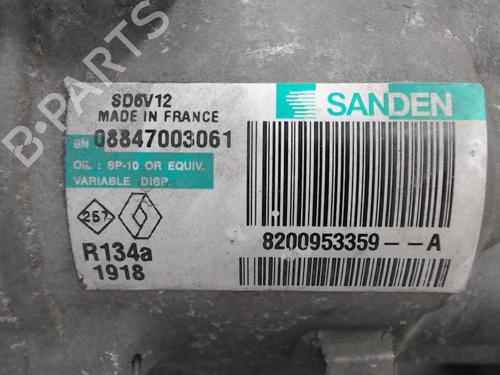 SD6V12
MADE IN FRANCE
SANDEN
SN 08847003061
OIL : SP-10 OR EQUIV.
VARIABLE DISP.
257
R134a
1918
8200953359--A
B-PARTS